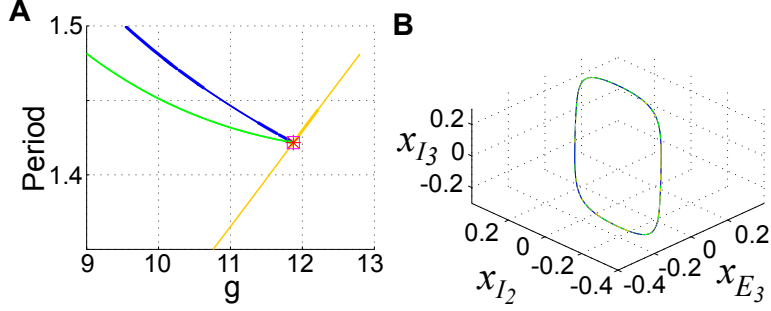 A
1.5
1.4
Period
9 10 11 12 13
g
B
0.2
0
-0.2
x_{I_3}
0.2 0 -0.2 -0.4
x_{I_2}
-0.4 -0.2 0 0.2
x_{E_3}